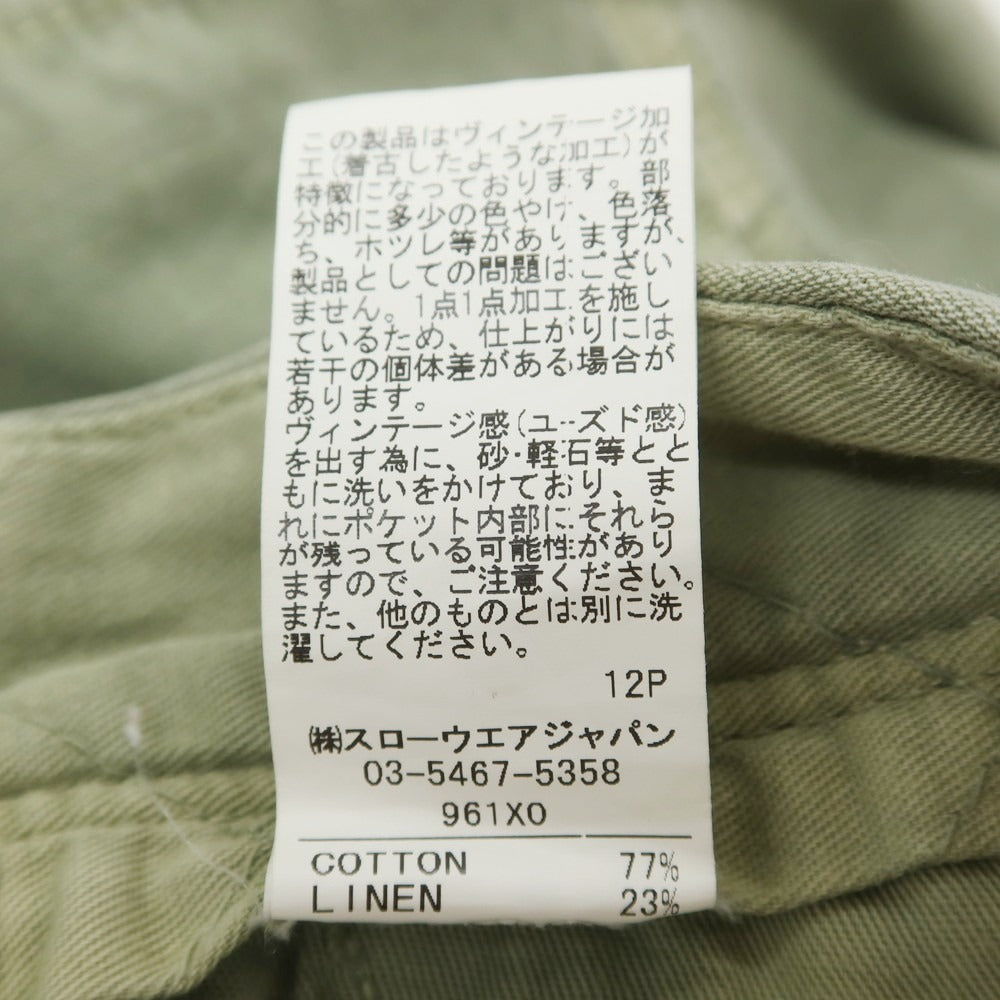 この製品はヴィンテージ加
工(着古したような加工)が
特徴になっております。部
分的に多少の色やけ、色落
ち、ホツレ等がありますが、
製品としての問題はござい
ません。1点1点加工を施し
ているため、仕上がりには
若干の個体差がある場合が
あります。
ヴィンテージ感(ユーズド感)
を出す為に、砂・軽石等とと
もに洗いをかけており、ま
れにポケット内部にそれら
が残っている可能性があり
ますので、ご注意ください。
また、他のものとは別に洗
濯してください。
12P
㈱スローウエアジャパン
03-5467-5358
961XO
COTTON 77%
LINEN 23%